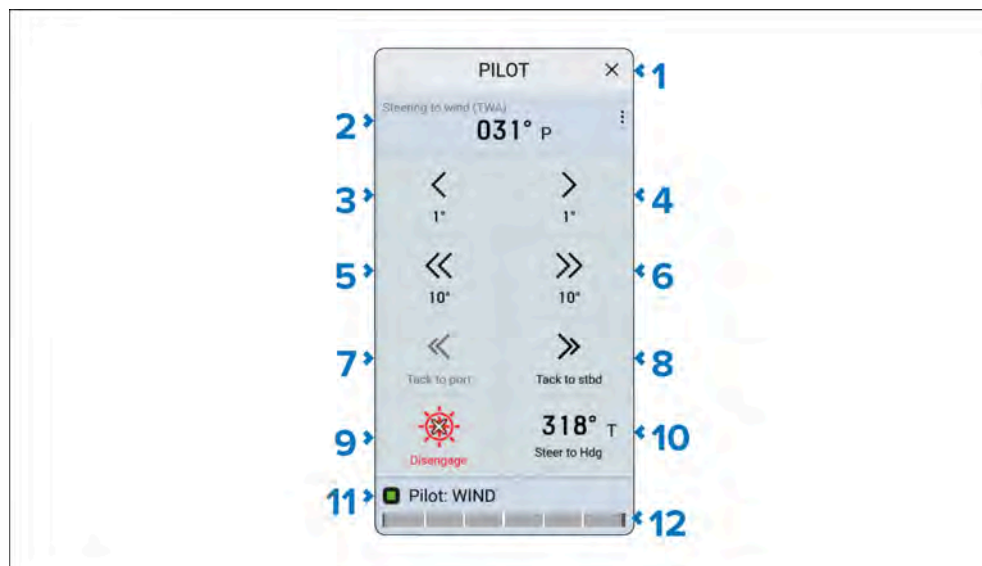 PILOT ✕ 1
Steering to wind (TWA)
2 031° P
3 1° 1° 4
5 10° 10° 6
7 Tack to port Tack to stbd 8
9 318° T 10
Disengage Steer to Hdg
11 Pilot: WIND
12